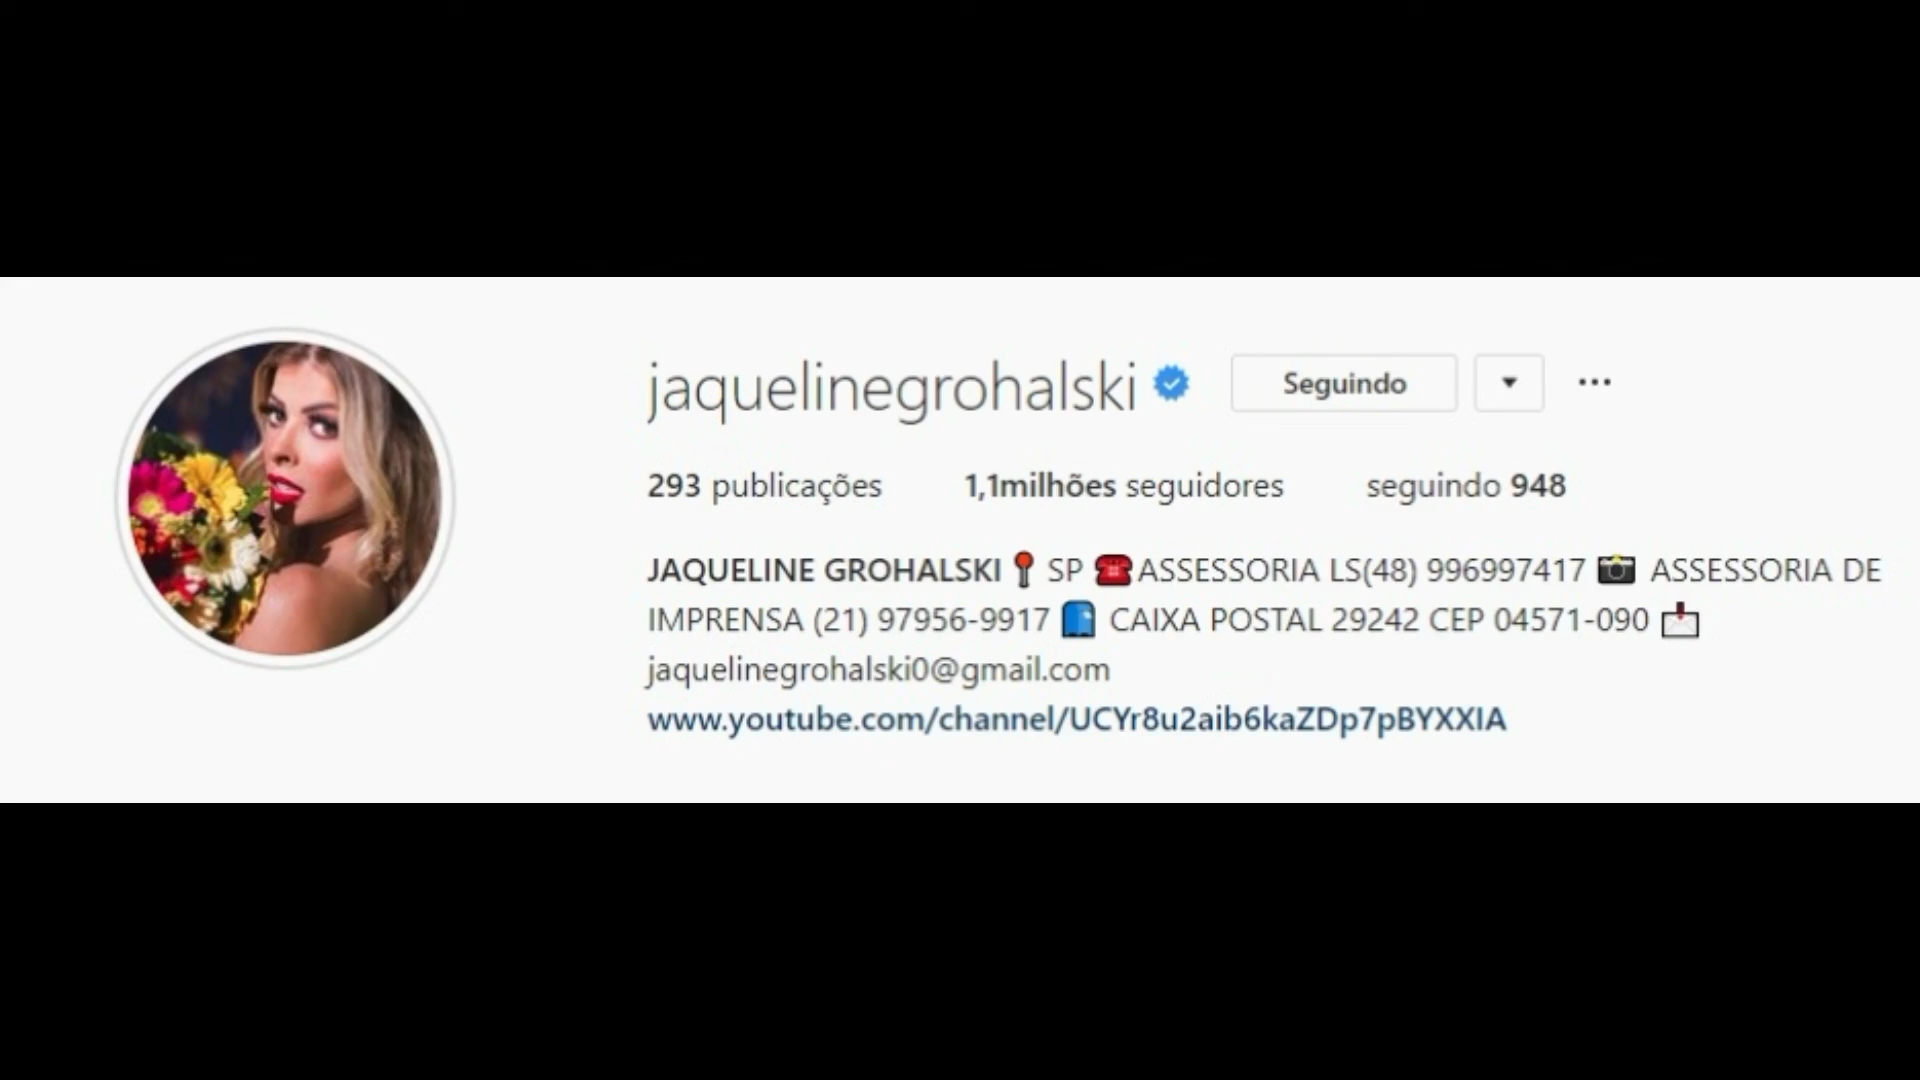 jaquelinegrohalski Seguindo
293 publicações 1,1milhões seguidores seguindo 948
JAQUELINE GROHALSKI SP ASSESSORIA LS(48) 996997417 ASSESSORIA DE
IMPRENSA (21) 97956-9917 CAIXA POSTAL 29242 CEP 04571-090
jaquelinegrohalski0@gmail.com
www.youtube.com/channel/UCYr8u2aib6kaZDp7pBYXXIA